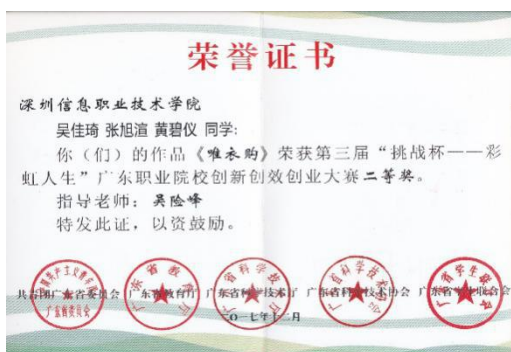 荣誉证书
深圳信息职业技术学院
吴佳琦 张旭渲 黄碧仪 同学:
你（们）的作品《唯衣购》荣获第三届“挑战杯——彩
虹人生”广东职业院校创新创效创业大赛二等奖。
指导老师：吴险峰
特发此证，以资鼓励。
共青团广东省委员会 广东省教育厅 广东省科学技术厅 广东省科学技术协会 广东省学生联合会
二〇一七年十二月